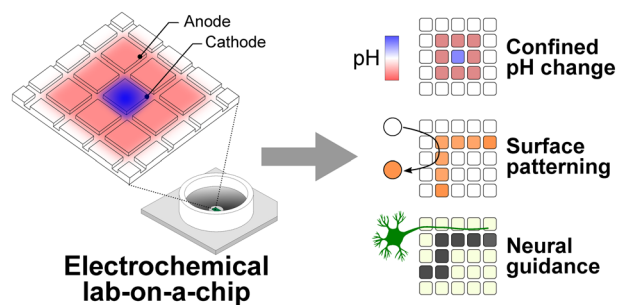 Anode
Cathode
Electrochemical
lab-on-a-chip
pH
Confined
pH change
Surface
patterning
Neural
guidance